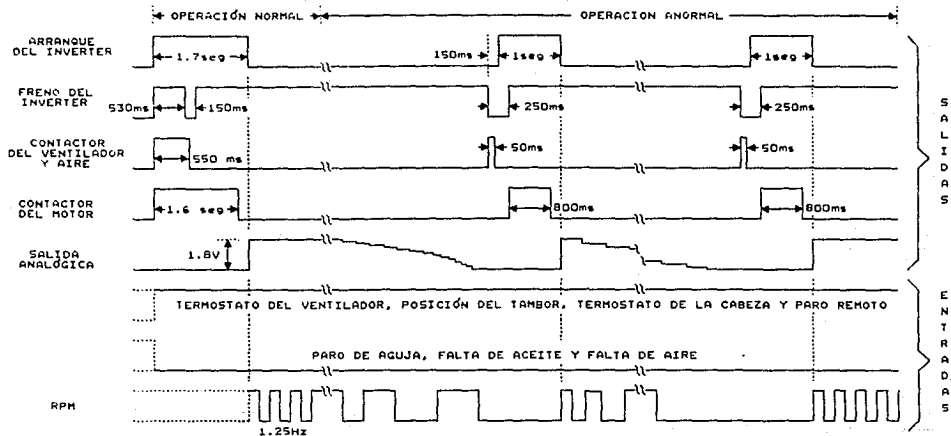 OPERACIÓN NORMAL
OPERACION ANORMAL
ARRANQUE
DEL INVERTER
1.7seg
150ms
1seg
1seg
FRENO DEL
INVERTER
530ms
150ms
250ms
250ms
CONTACTOR
DEL VENTILADOR
Y AIRE
550 ms
50ms
50ms
CONTACTOR
DEL MOTOR
1.6 seg
800ms
800ms
SALIDA
ANALÓGICA
1.8V
SALIDAS
TERMOSTATO DEL VENTILADOR, POSICIÓN DEL TAMBOR, TERMOSTATO DE LA CABEZA Y PARO REMOTO
PARO DE AGUJA, FALTA DE ACEITE Y FALTA DE AIRE
RPM
1.25Hz
ENTRADAS